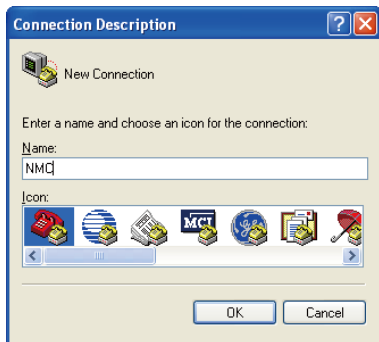 Connection Description
New Connection
Enter a name and choose an icon for the connection:
Name:
NMC
Icon:
MCI
OK Cancel